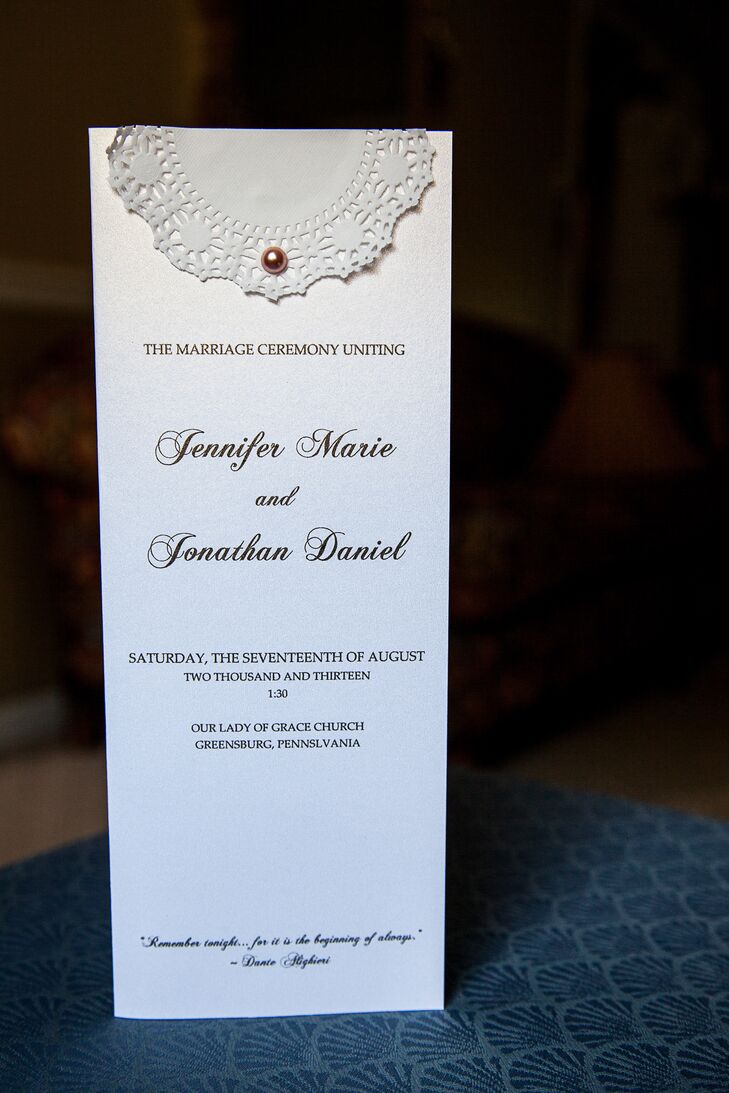 THE MARRIAGE CEREMONY UNITING
Jennifer Marie
and
Jonathan Daniel
SATURDAY, THE SEVENTEENTH OF AUGUST
TWO THOUSAND AND THIRTEEN
1:30
OUR LADY OF GRACE CHURCH
GREENSBURG, PENNSLVANIA
"Remember tonight... for it is the beginning of always."
~ Dante Alighieri